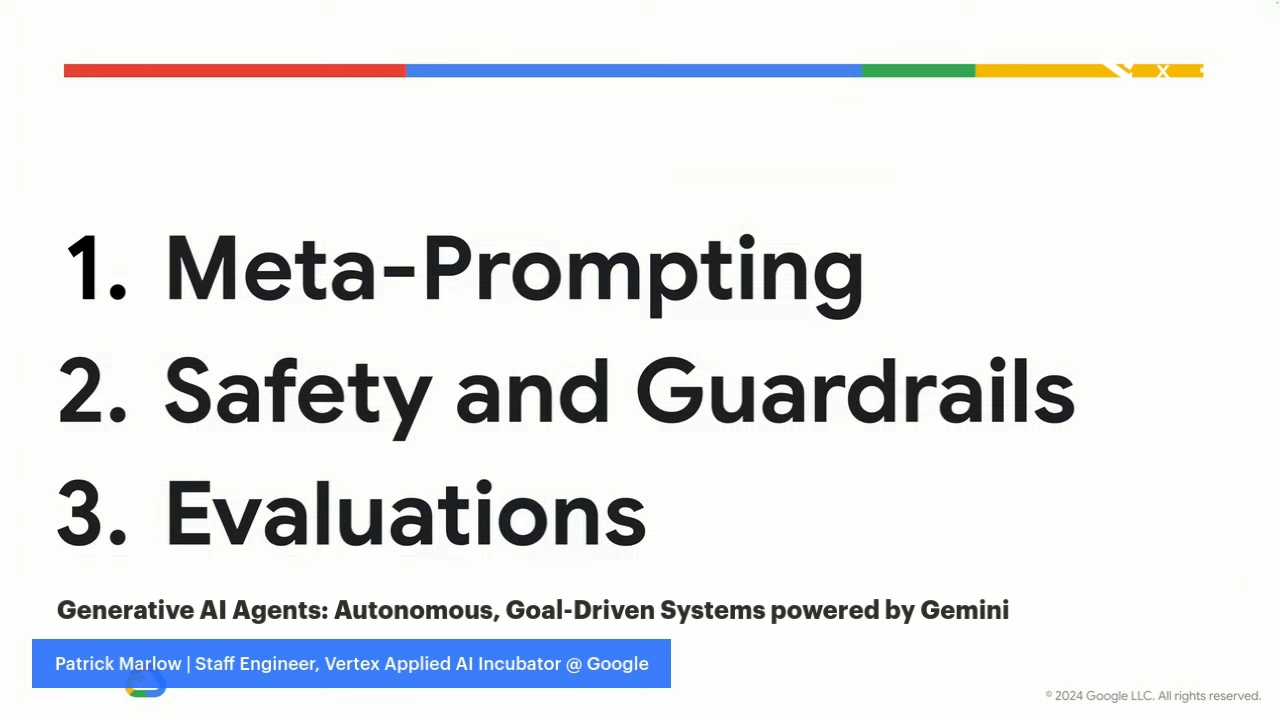 1. Meta-Prompting
2. Safety and Guardrails
3. Evaluations
Generative AI Agents: Autonomous, Goal-Driven Systems powered by Gemini
Patrick Marlow | Staff Engineer, Vertex Applied AI Incubator @ Google
© 2024 Google LLC. All rights reserved.